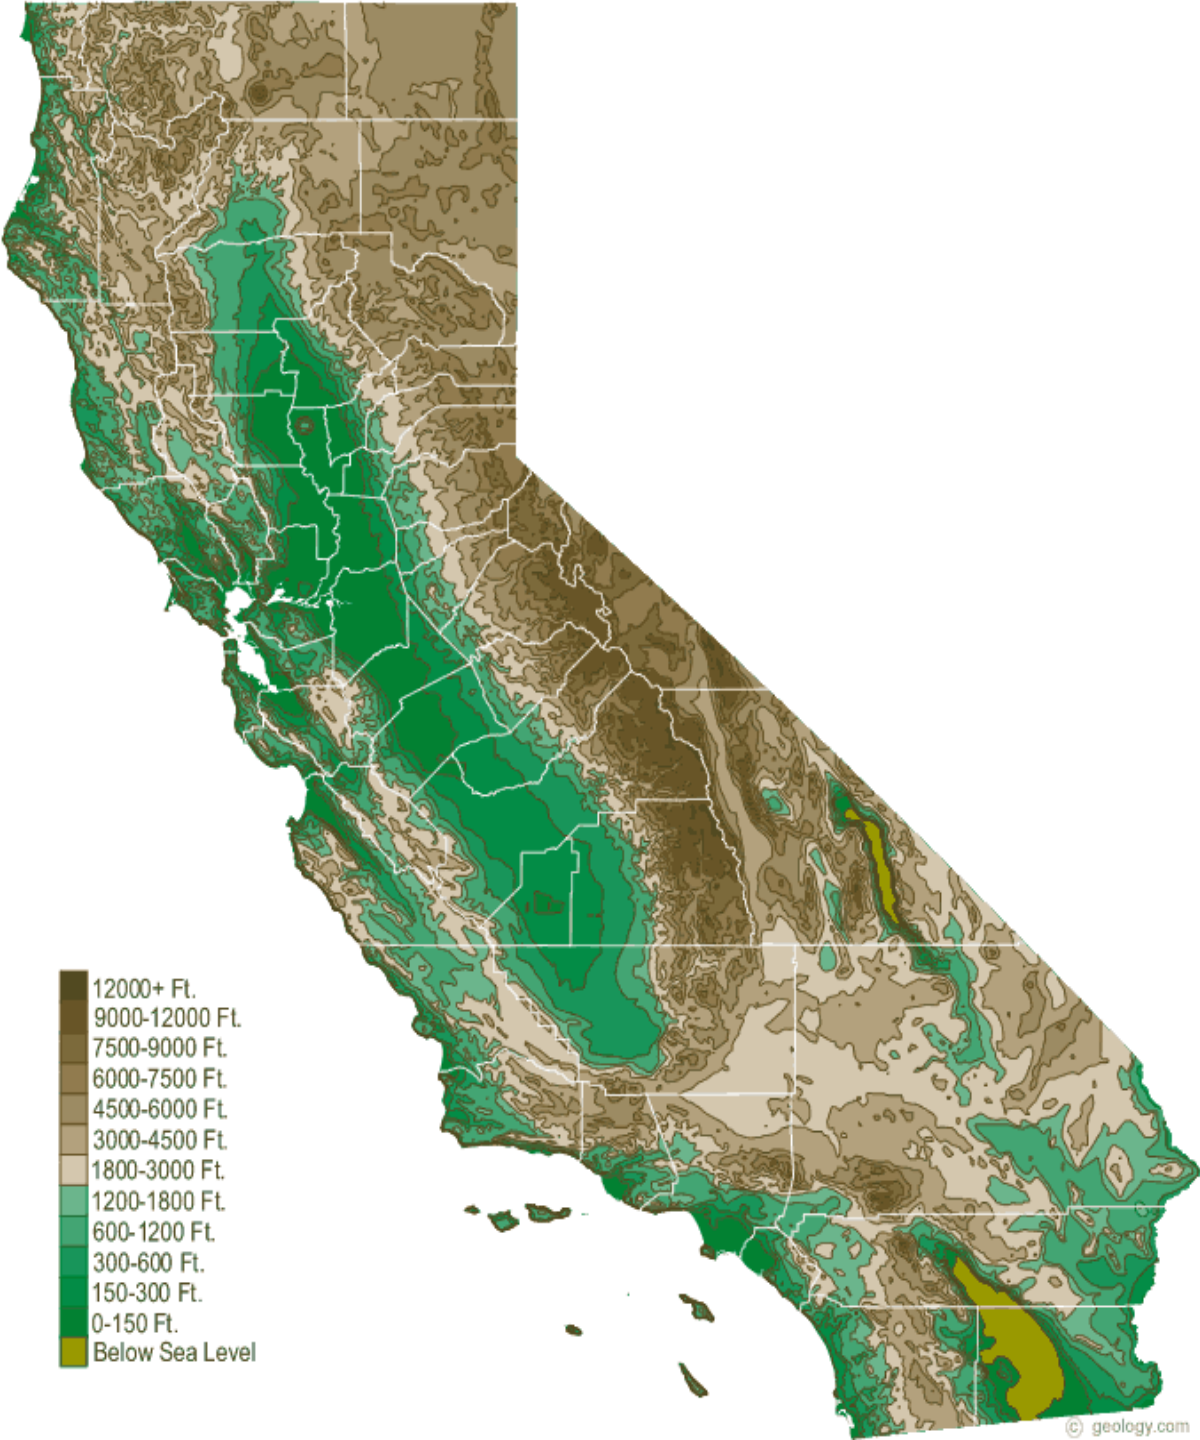 12000+ Ft.
9000-12000 Ft.
7500-9000 Ft.
6000-7500 Ft.
4500-6000 Ft.
3000-4500 Ft.
1800-3000 Ft.
1200-1800 Ft.
600-1200 Ft.
300-600 Ft.
150-300 Ft.
0-150 Ft.
Below Sea Level
© geology.com